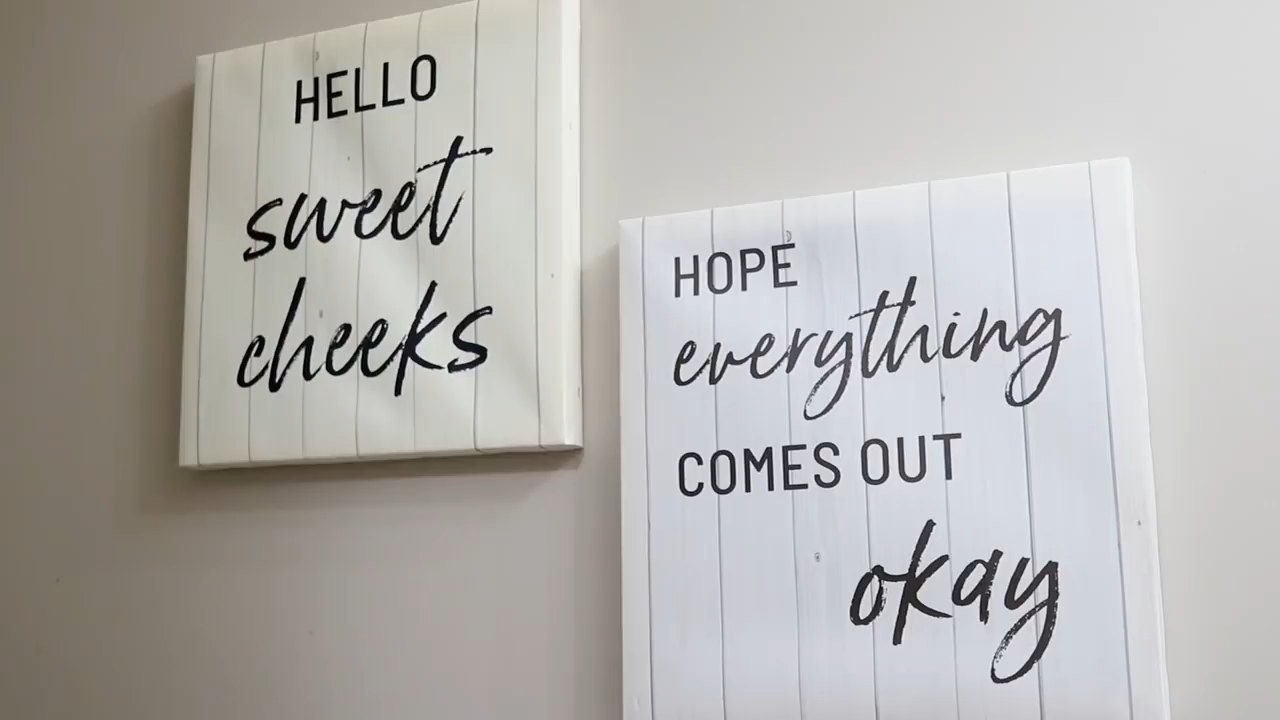 HELLO
sweet
cheeks
HOPE
everything
COMES OUT
okay